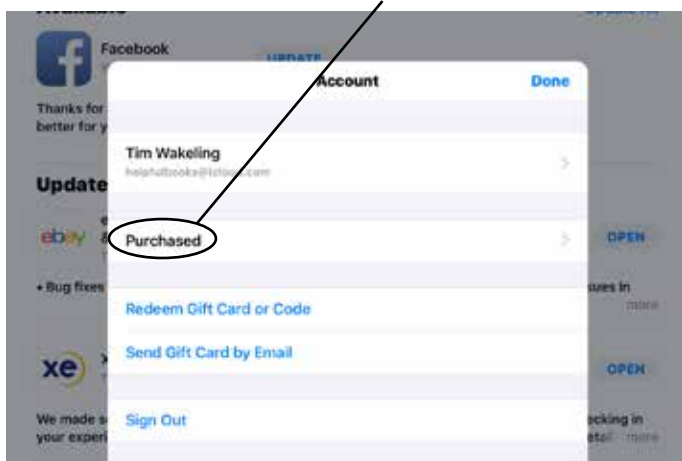 Facebook
UPDATE
Account
Done
Thanks for
better for y
Tim Wakeling
Update
ebay
Purchased
OPEN
• Bug fixes
sues in
more
Redeem Gift Card or Code
Send Gift Card by Email
xe
OPEN
We made s
ecking in
your experi
Sign Out
more